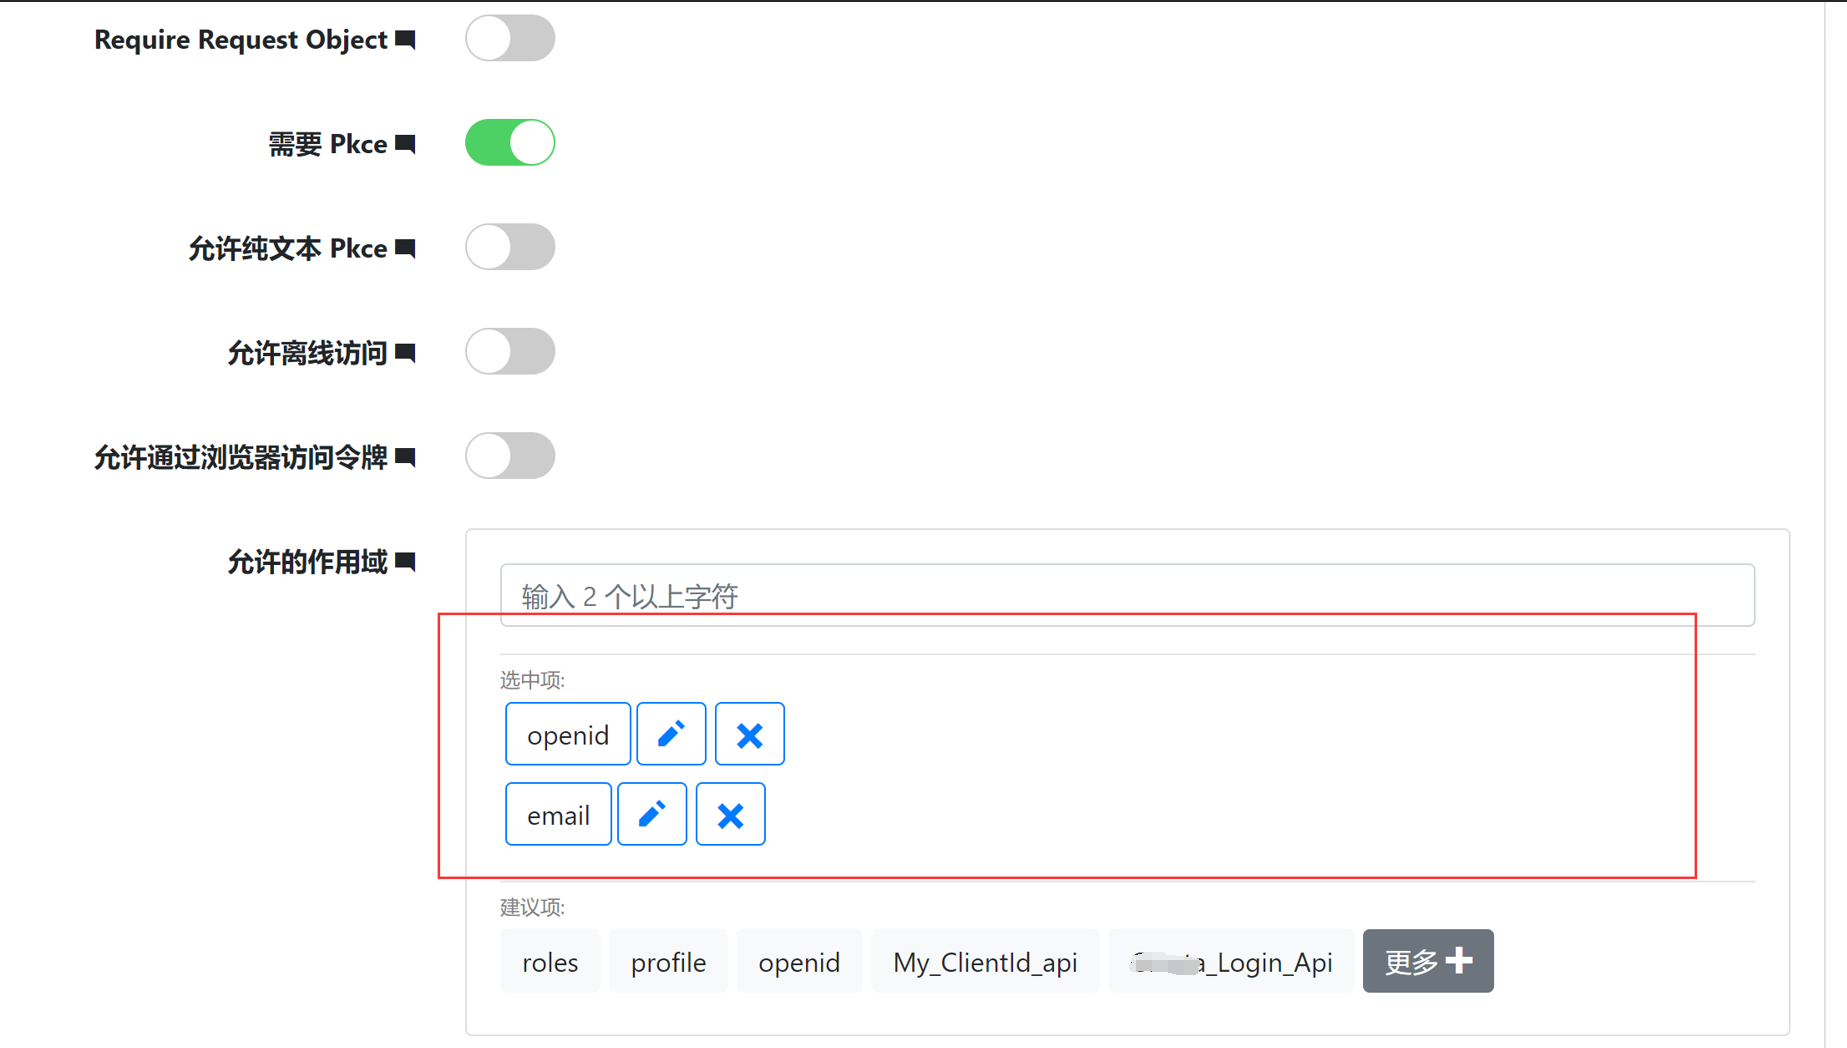 Require Request Object
需要 Pkce
允许纯文本 Pkce
允许离线访问
允许通过浏览器访问令牌
允许的作用域
输入 2 个以上字符
选中项:
openid
email
建议项:
roles profile openid My_ClientId_api _Login_Api 更多